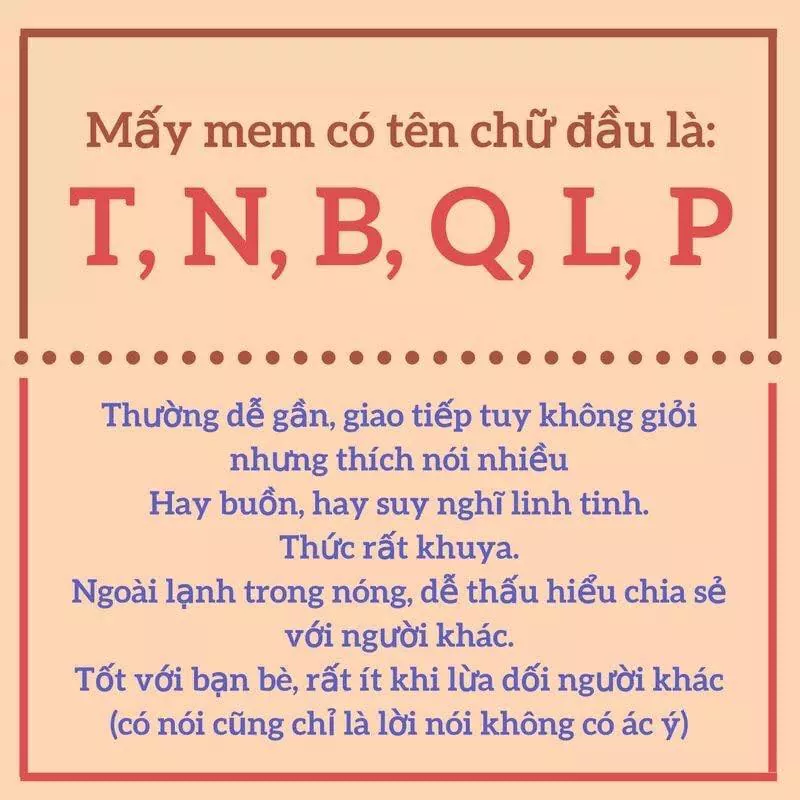 Mấy mem có tên chữ đầu là:
T, N, B, Q, L, P
Thường dễ gần, giao tiếp tuy không giỏi
nhưng thích nói nhiều
Hay buồn, hay suy nghĩ linh tinh.
Thức rất khuya.
Ngoài lạnh trong nóng, dễ thấu hiểu chia sẻ
với người khác.
Tốt với bạn bè, rất ít khi lừa dối người khác
(có nói cũng chỉ là lời nói không có ác ý)